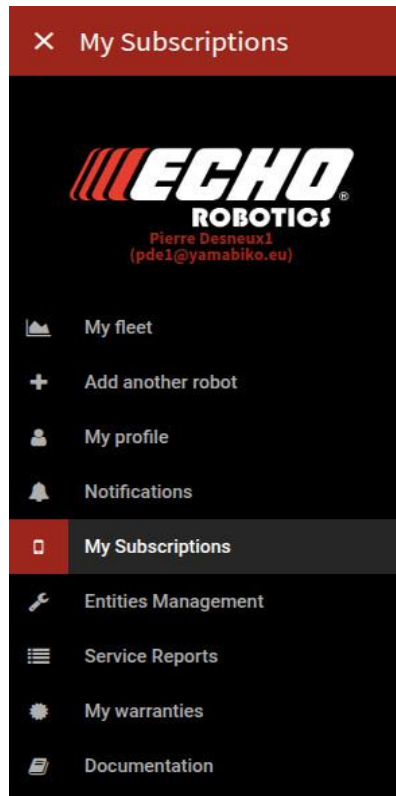 × My Subscriptions
ECHO®
ROBOTICS
Pierre Desneux1
(pde1@yamabiko.eu)
My fleet
Add another robot
My profile
Notifications
My Subscriptions
Entities Management
Service Reports
My warranties
Documentation